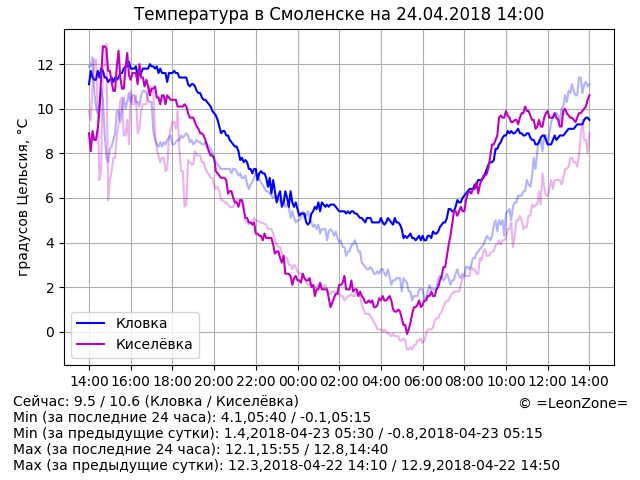 Температура в Смоленске на 24.04.2018 14:00
градусов Цельсия, °C
12
10
8
6
4
2
0
Кловка
Киселёвка
14:00 16:00 18:00 20:00 22:00 00:00 02:00 04:00 06:00 08:00 10:00 12:00 14:00
Сейчас: 9.5 / 10.6 (Кловка / Киселёвка)
© =LeonZone=
Min (за последние 24 часа): 4.1,05:40 / -0.1,05:15
Min (за предыдущие сутки): 1.4,2018-04-23 05:30 / -0.8,2018-04-23 05:15
Max (за последние 24 часа): 12.1,15:55 / 12.8,14:40
Max (за предыдущие сутки): 12.3,2018-04-22 14:10 / 12.9,2018-04-22 14:50